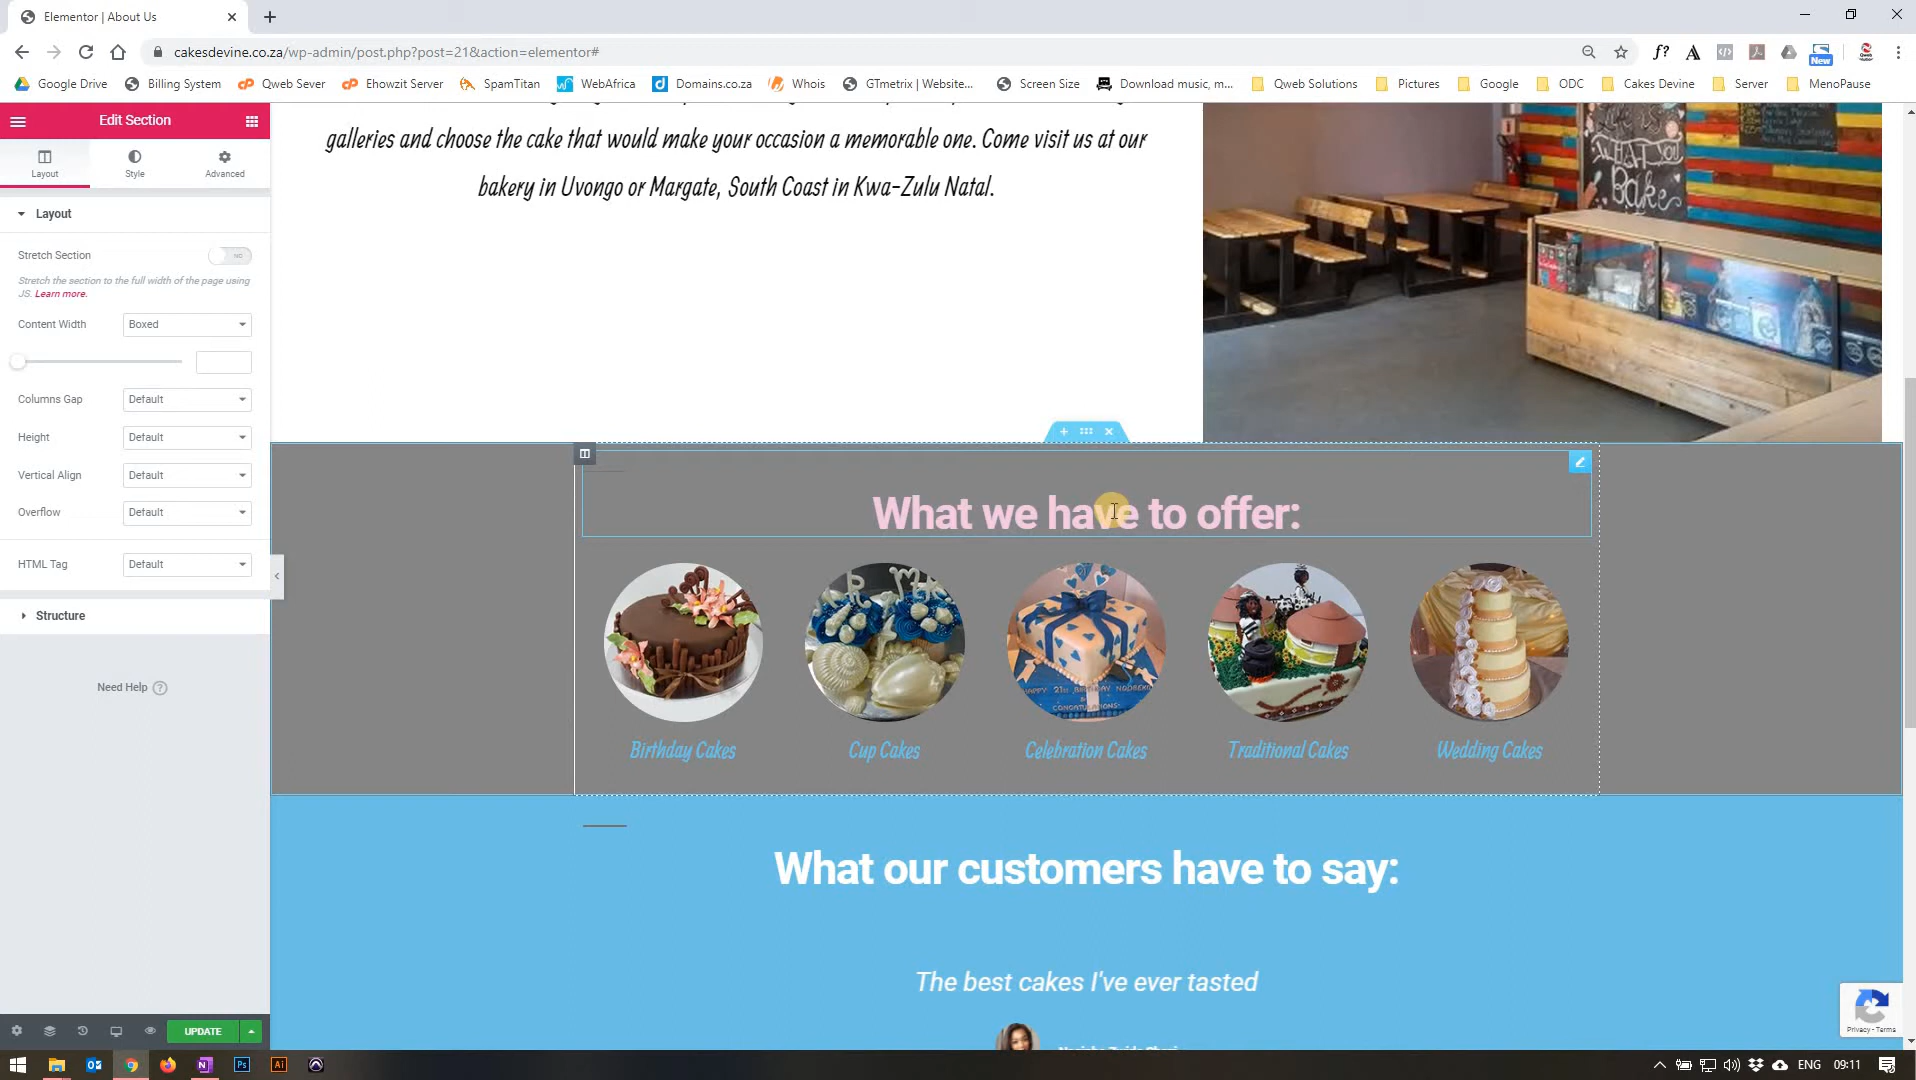 Elementor | About Us
cakesdevine.co.za/wp-admin/post.php?post=21&action=elementor#
f?
New
Google Drive
Billing System
Qweb Sever
Ehowzit Server
SpamTitan
WebAfrica
Domains.co.za
Whois
GTmetrix | Website...
Screen Size
Download music, m...
Qweb Solutions
Pictures
Google
ODC
Cakes Devine
Server
MenoPause
Edit Section
Layout
Style
Advanced
Layout
Stretch Section
NO
Stretch the section to the full width of the page using
JS. Learn more.
Content Width
Boxed
Columns Gap
Default
Height
Default
Vertical Align
Default
Overflow
Default
HTML Tag
Default
Structure
Need Help
UPDATE
galleries and choose the cake that would make your occasion a memorable one. Come visit us at our
bakery in Uvongo or Margate, South Coast in Kwa-Zulu Natal.
What we have to offer:
Birthday Cakes
Cup Cakes
Celebration Cakes
Traditional Cakes
Wedding Cakes
What our customers have to say:
The best cakes I've ever tasted
Privacy - Terms
ENG
09:11